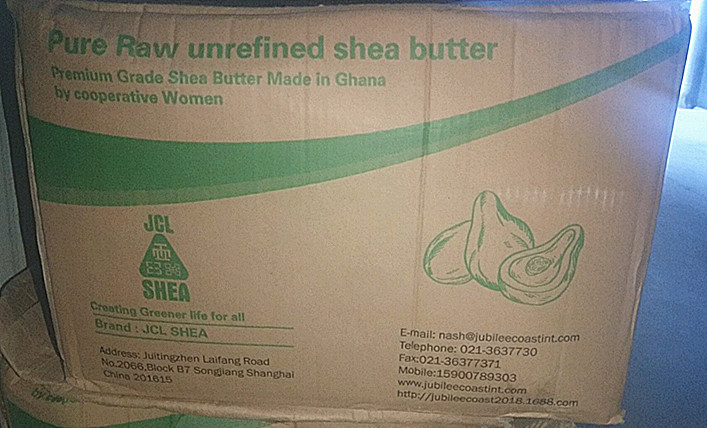 Pure Raw unrefined shea butter
Premium Grade Shea Butter Made in Ghana
by cooperative Women
JCL
SHEA
Creating Greener life for all
Brand : JCL SHEA
Address: Juitingzhen Laifang Road
No.2066,Block B7 Songjiang Shanghai
China 201615
E-mail: nash@jubileecoastint.com
Telephone: 021-3637730
Fax:021-36377371
Mobile:15900789303
www.jubileecoastint.com
http://jubileecoast2018.1688.com